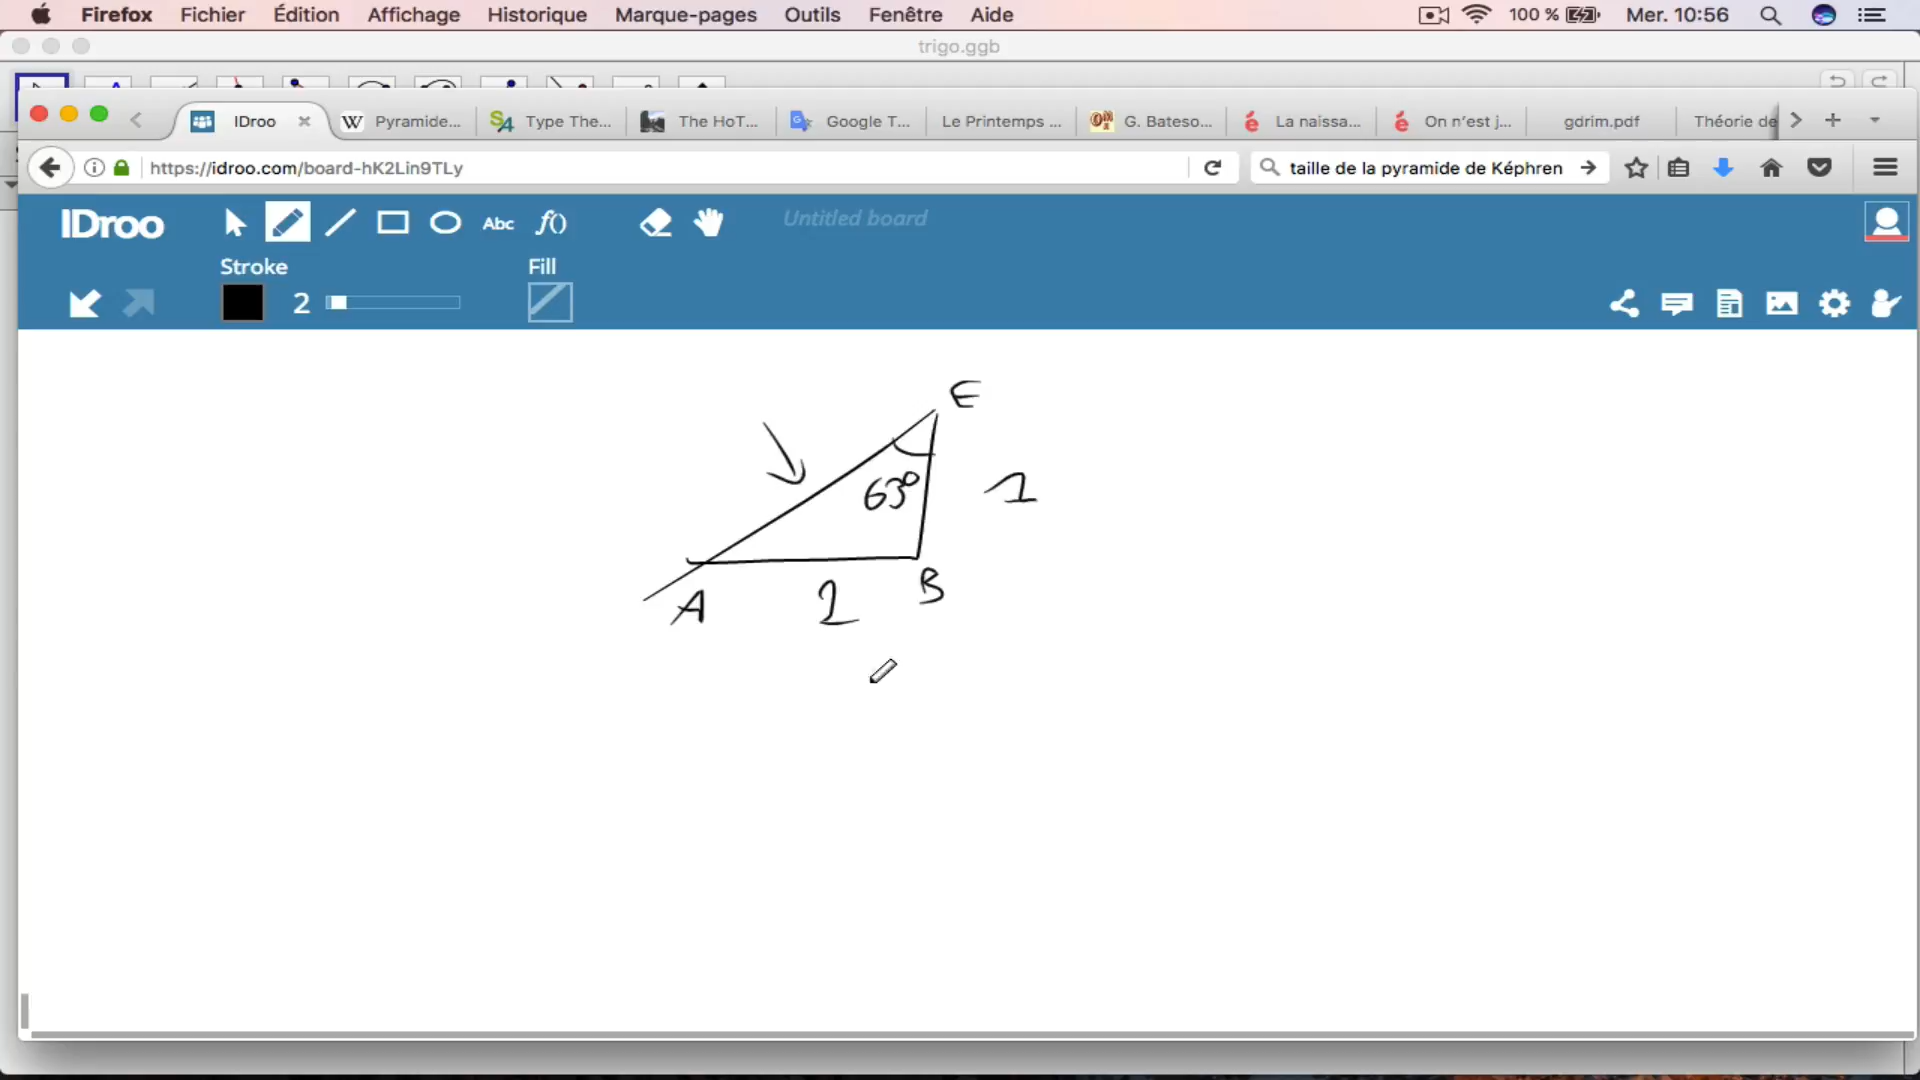 Firefox Fichier Édition Affichage Historique Marque-pages Outils Fenêtre Aide 100 % Mer. 10:56
trigo.ggb
IDroo Pyramide... Type The... The HoT... Google T... Le Printemps ... G. Bateso... La naissa... On n'est j... gdrim.pdf Théorie de
https://idroo.com/board-hK2Lin9TLy taille de la pyramide de Képhren
IDroo Abc f() Untitled board
Stroke Fill
2
E
63°
1
A
2
B